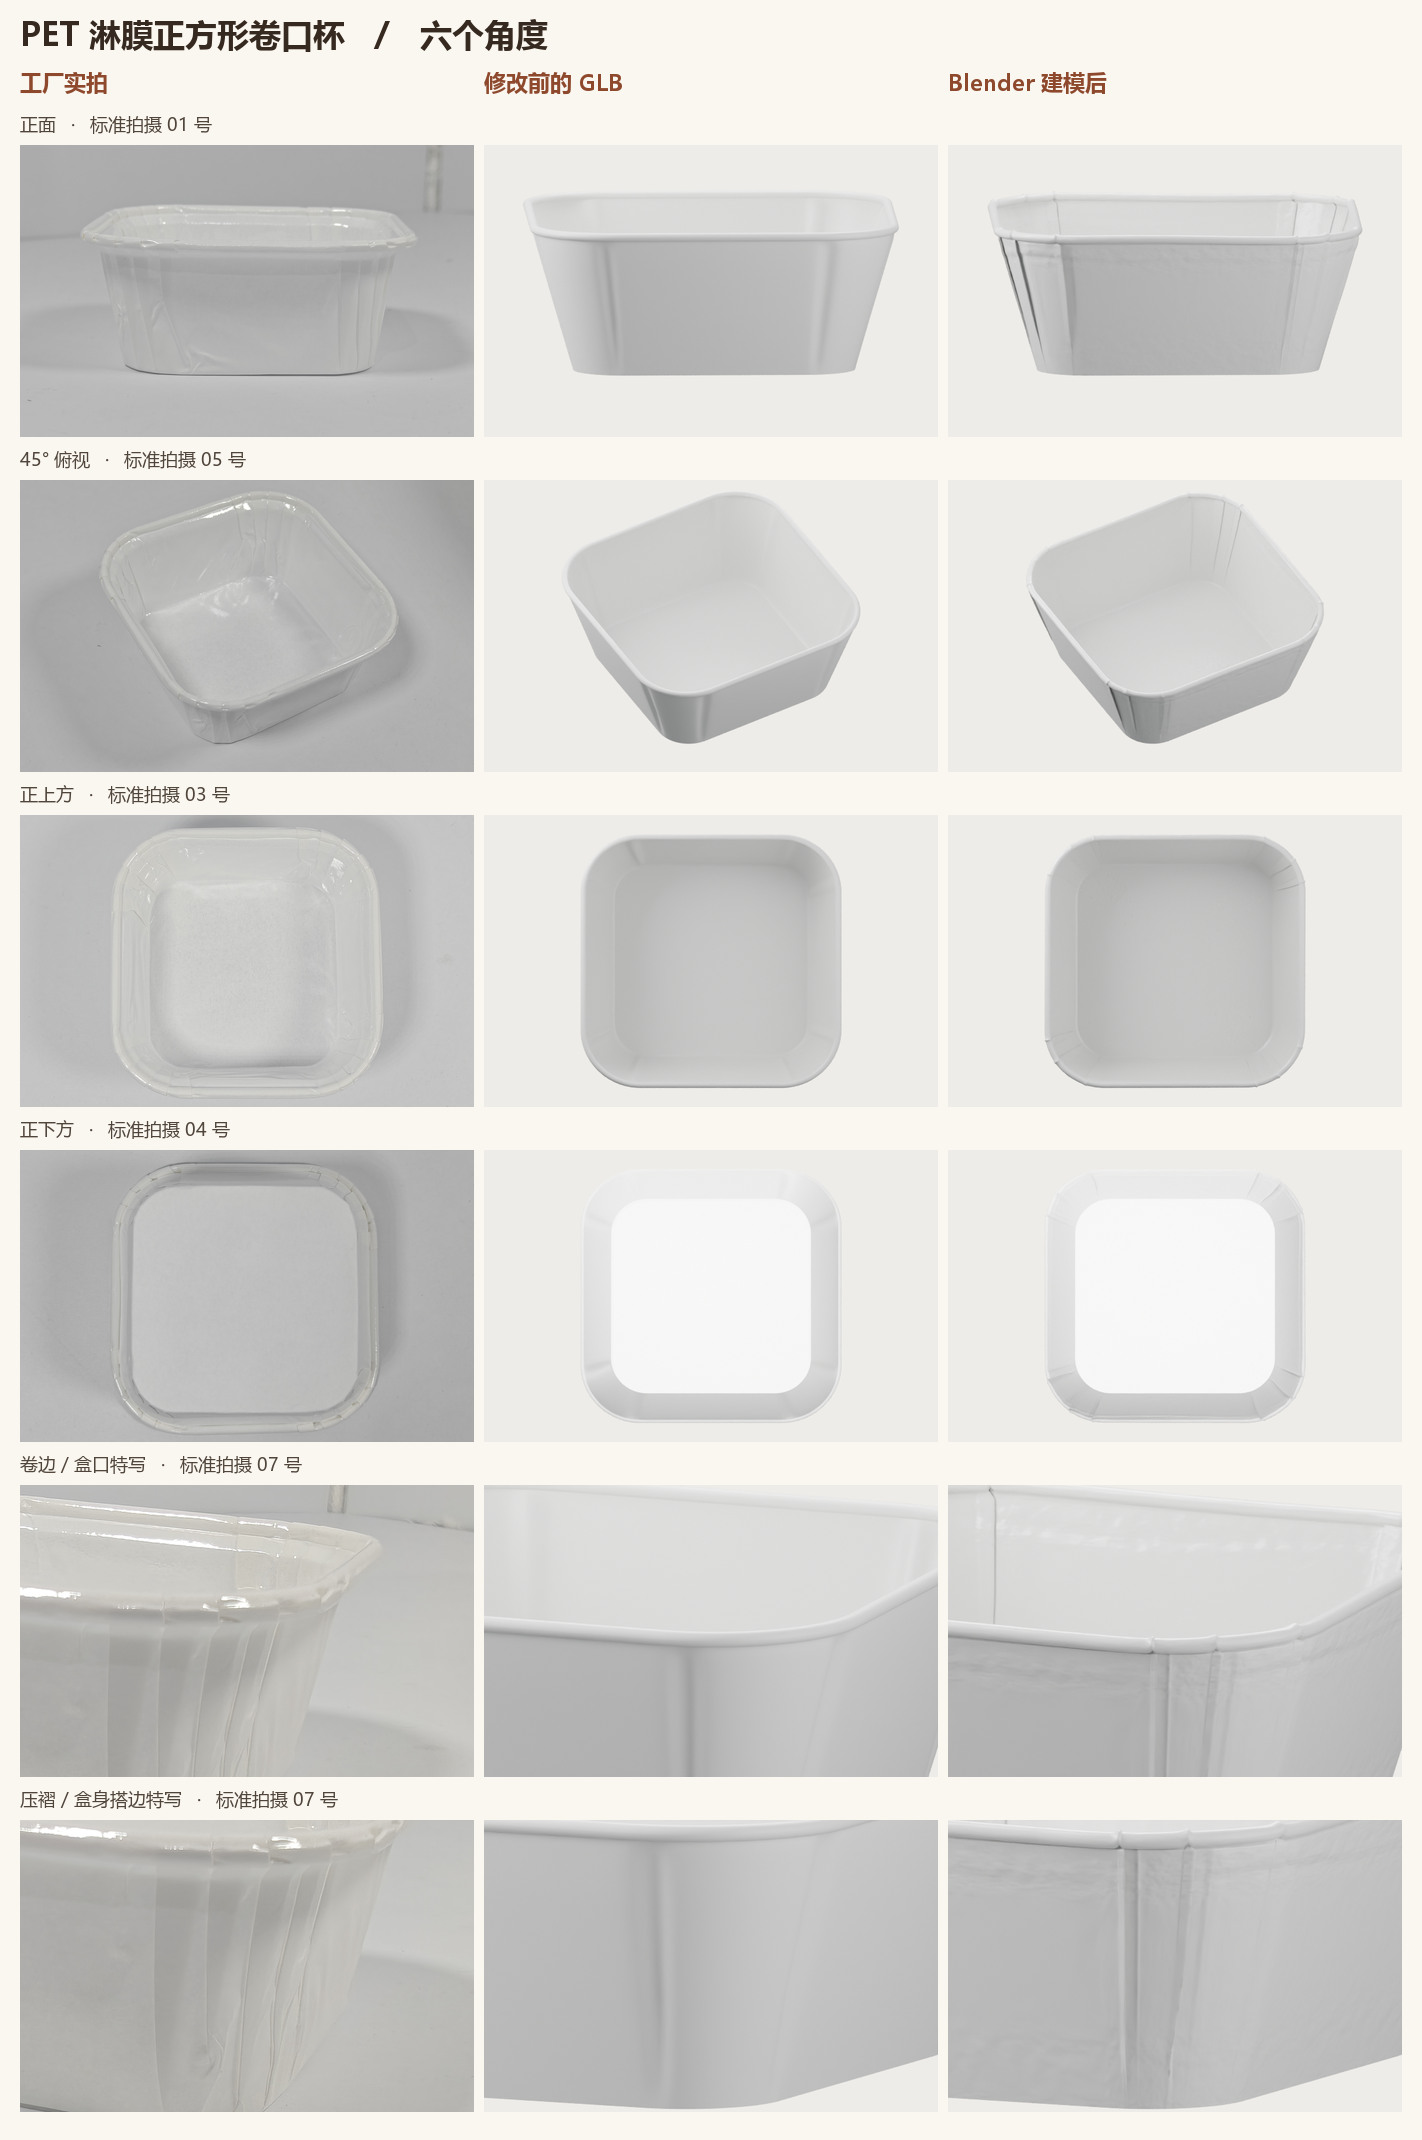 PET 淋膜正方形卷口杯 / 六个角度
工厂实拍
修改前的 GLB
Blender 建模后
正面 · 标准拍摄 01 号
45° 俯视 · 标准拍摄 05 号
正上方 · 标准拍摄 03 号
正下方 · 标准拍摄 04 号
卷边 / 盒口特写 · 标准拍摄 07 号
压褶 / 盒身搭边特写 · 标准拍摄 07 号